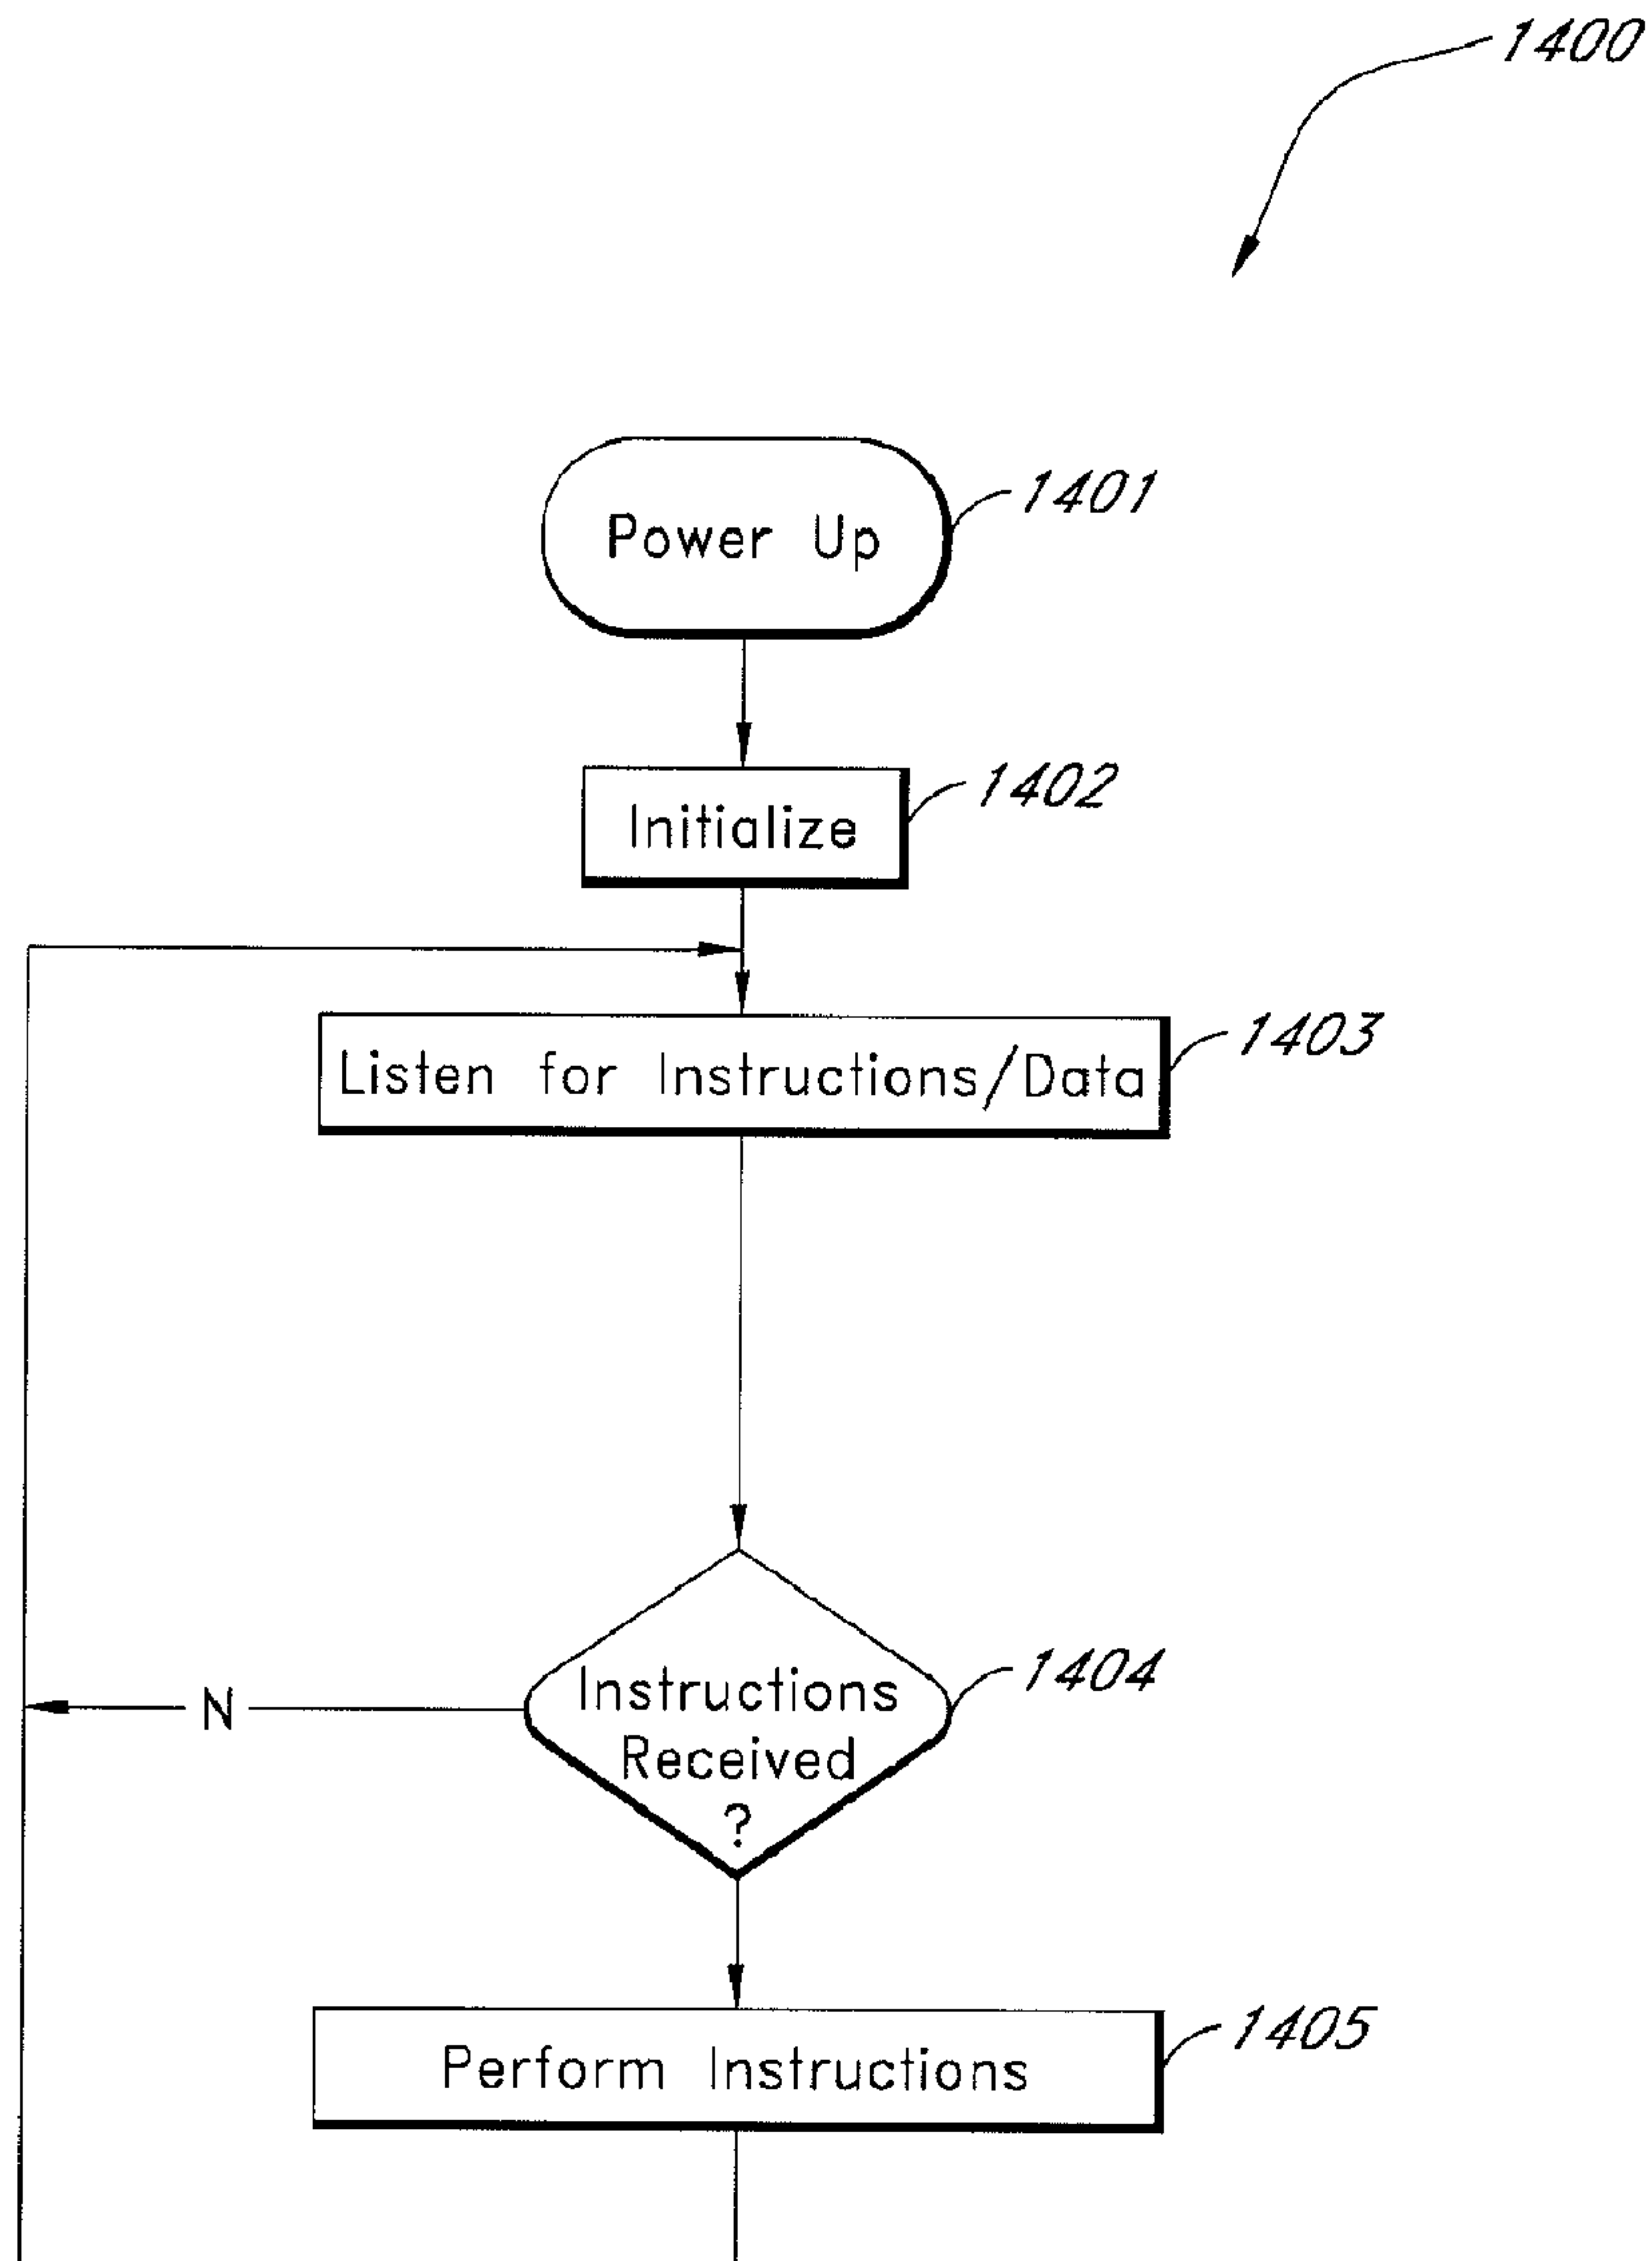 1400
Power Up
1401
Initialize
1402
Listen for Instructions/Data
1403
Instructions
Received
?
1404
N
Perform Instructions
1405